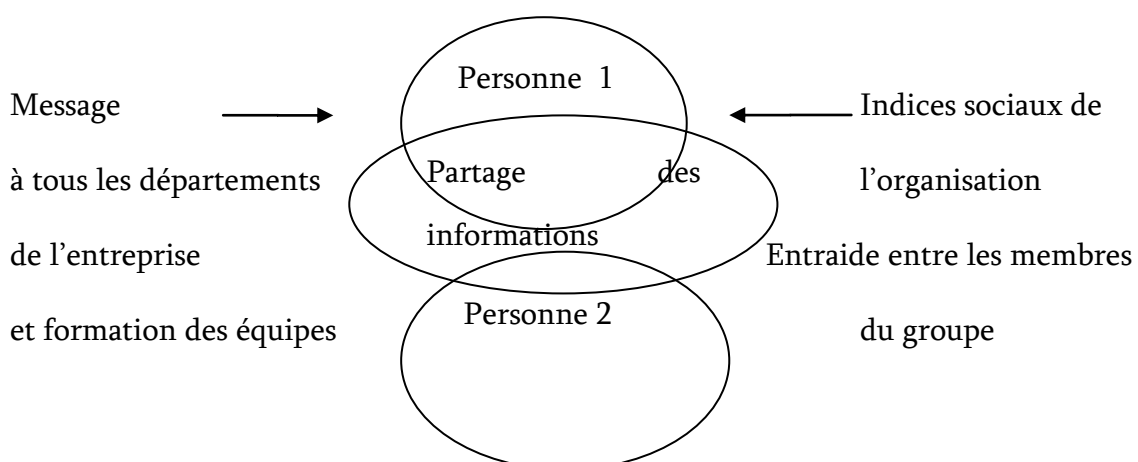 Personne 1
Message
à tous les départements
de l'entreprise
et formation des équipes
Partage des
informations
Personne 2
Indices sociaux de
l'organisation
Entraide entre les membres
du groupe